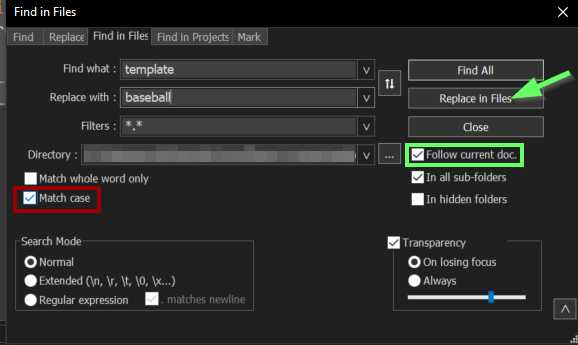 Find in Files
Find Replace Find in Files Find in Projects Mark
Find what : template Find All
Replace with : baseball Replace in Files
Filters : *.* Close
Directory : ... Follow current doc.
Match whole word only In all sub-folders
Match case In hidden folders
Search Mode Transparency
Normal On losing focus
Extended (\n, \r, \t, \0, \x...) Always
Regular expression . matches newline